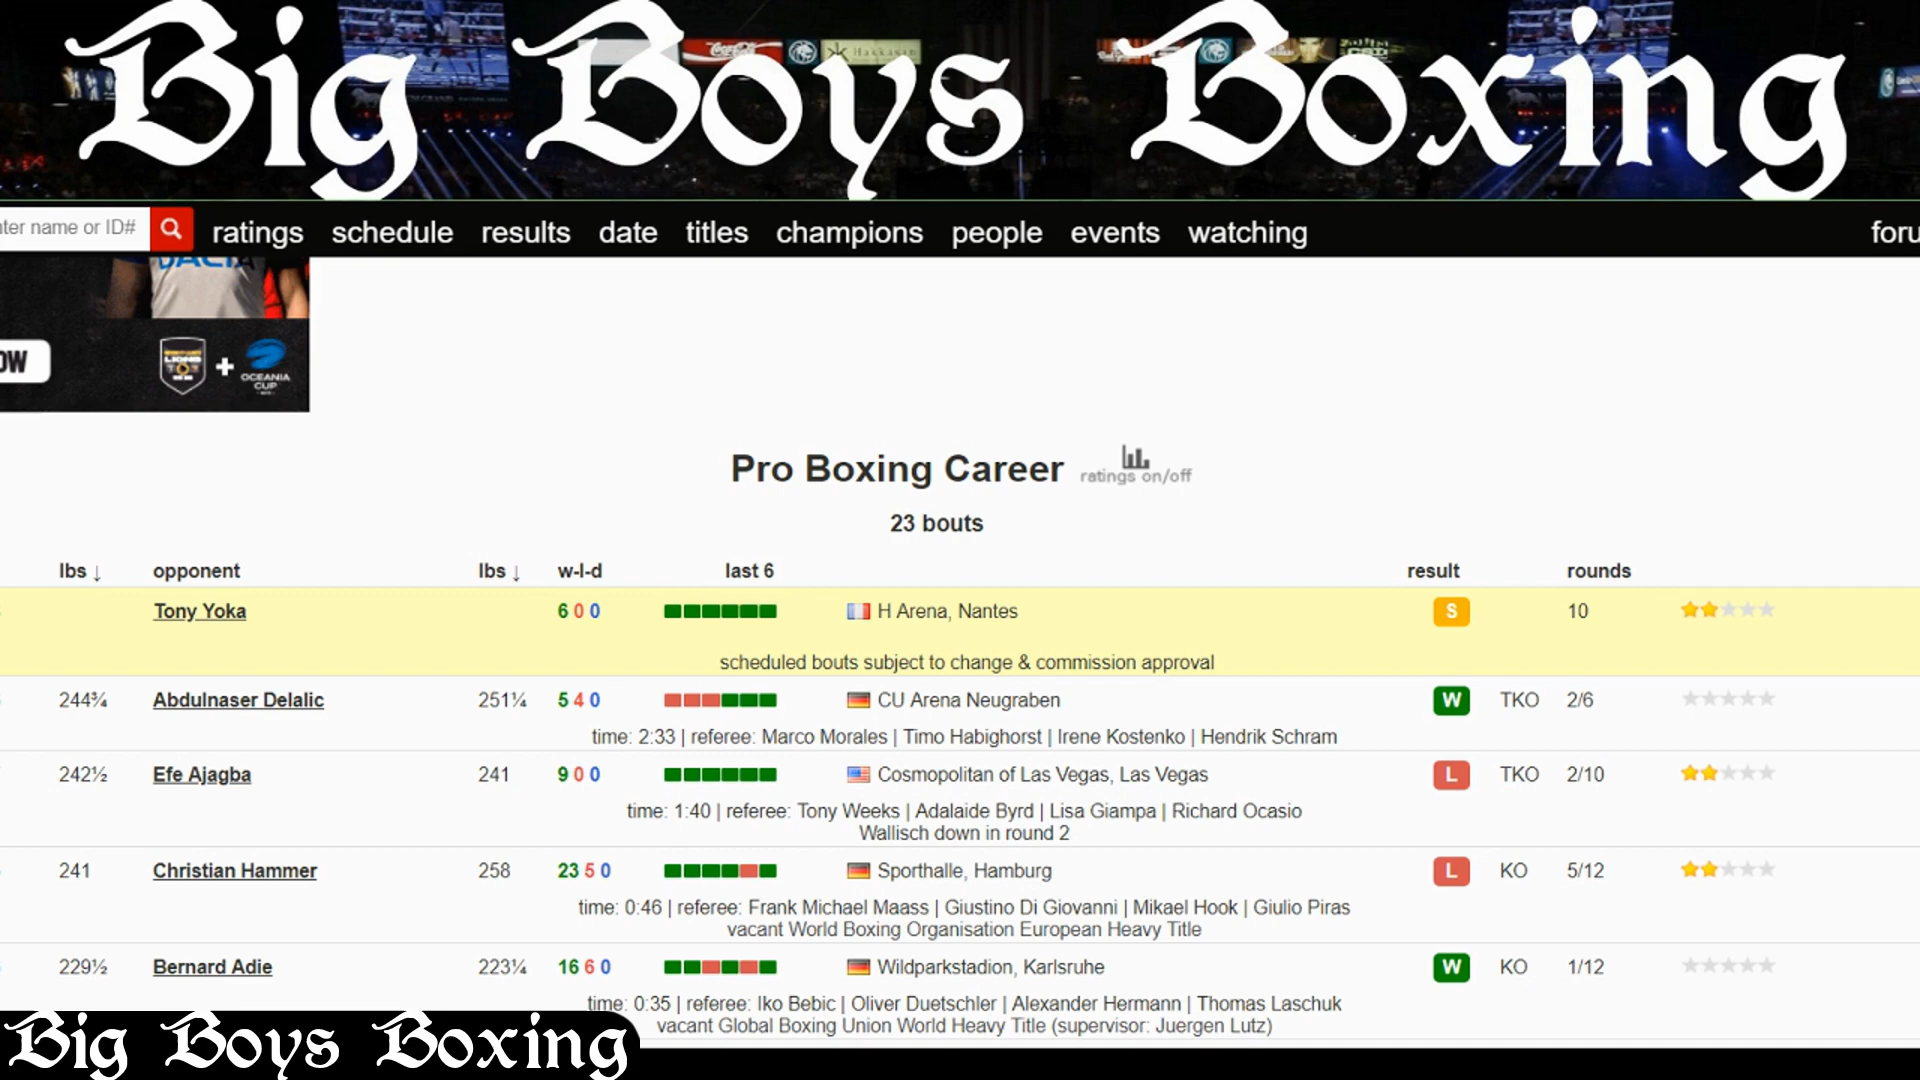 Big Boys Boxing
Coca-Cola
Hakkasan
nter name or ID# ratings schedule results date titles champions people events watching foru
DACIA
OW
LIONS + OCEANIA CUP
Pro Boxing Career ratings on/off
23 bouts
lbs ↓ opponent lbs ↓ w-l-d last 6 result rounds
Tony Yoka 6 0 0 H Arena, Nantes S 10
scheduled bouts subject to change & commission approval
244¾ Abdulnaser Delalic 251¼ 5 4 0 CU Arena Neugraben W TKO 2/6
time: 2:33 | referee: Marco Morales | Timo Habighorst | Irene Kostenko | Hendrik Schram
242½ Efe Ajagba 241 9 0 0 Cosmopolitan of Las Vegas, Las Vegas L TKO 2/10
time: 1:40 | referee: Tony Weeks | Adalaide Byrd | Lisa Giampa | Richard Ocasio
Wallisch down in round 2
241 Christian Hammer 258 23 5 0 Sporthalle, Hamburg L KO 5/12
time: 0:46 | referee: Frank Michael Maass | Giustino Di Giovanni | Mikael Hook | Giulio Piras
vacant World Boxing Organisation European Heavy Title
229½ Bernard Adie 223¼ 16 6 0 Wildparkstadion, Karlsruhe W KO 1/12
time: 0:35 | referee: Iko Bebic | Oliver Duetschler | Alexander Hermann | Thomas Laschuk
vacant Global Boxing Union World Heavy Title (supervisor: Juergen Lutz)
Big Boys Boxing